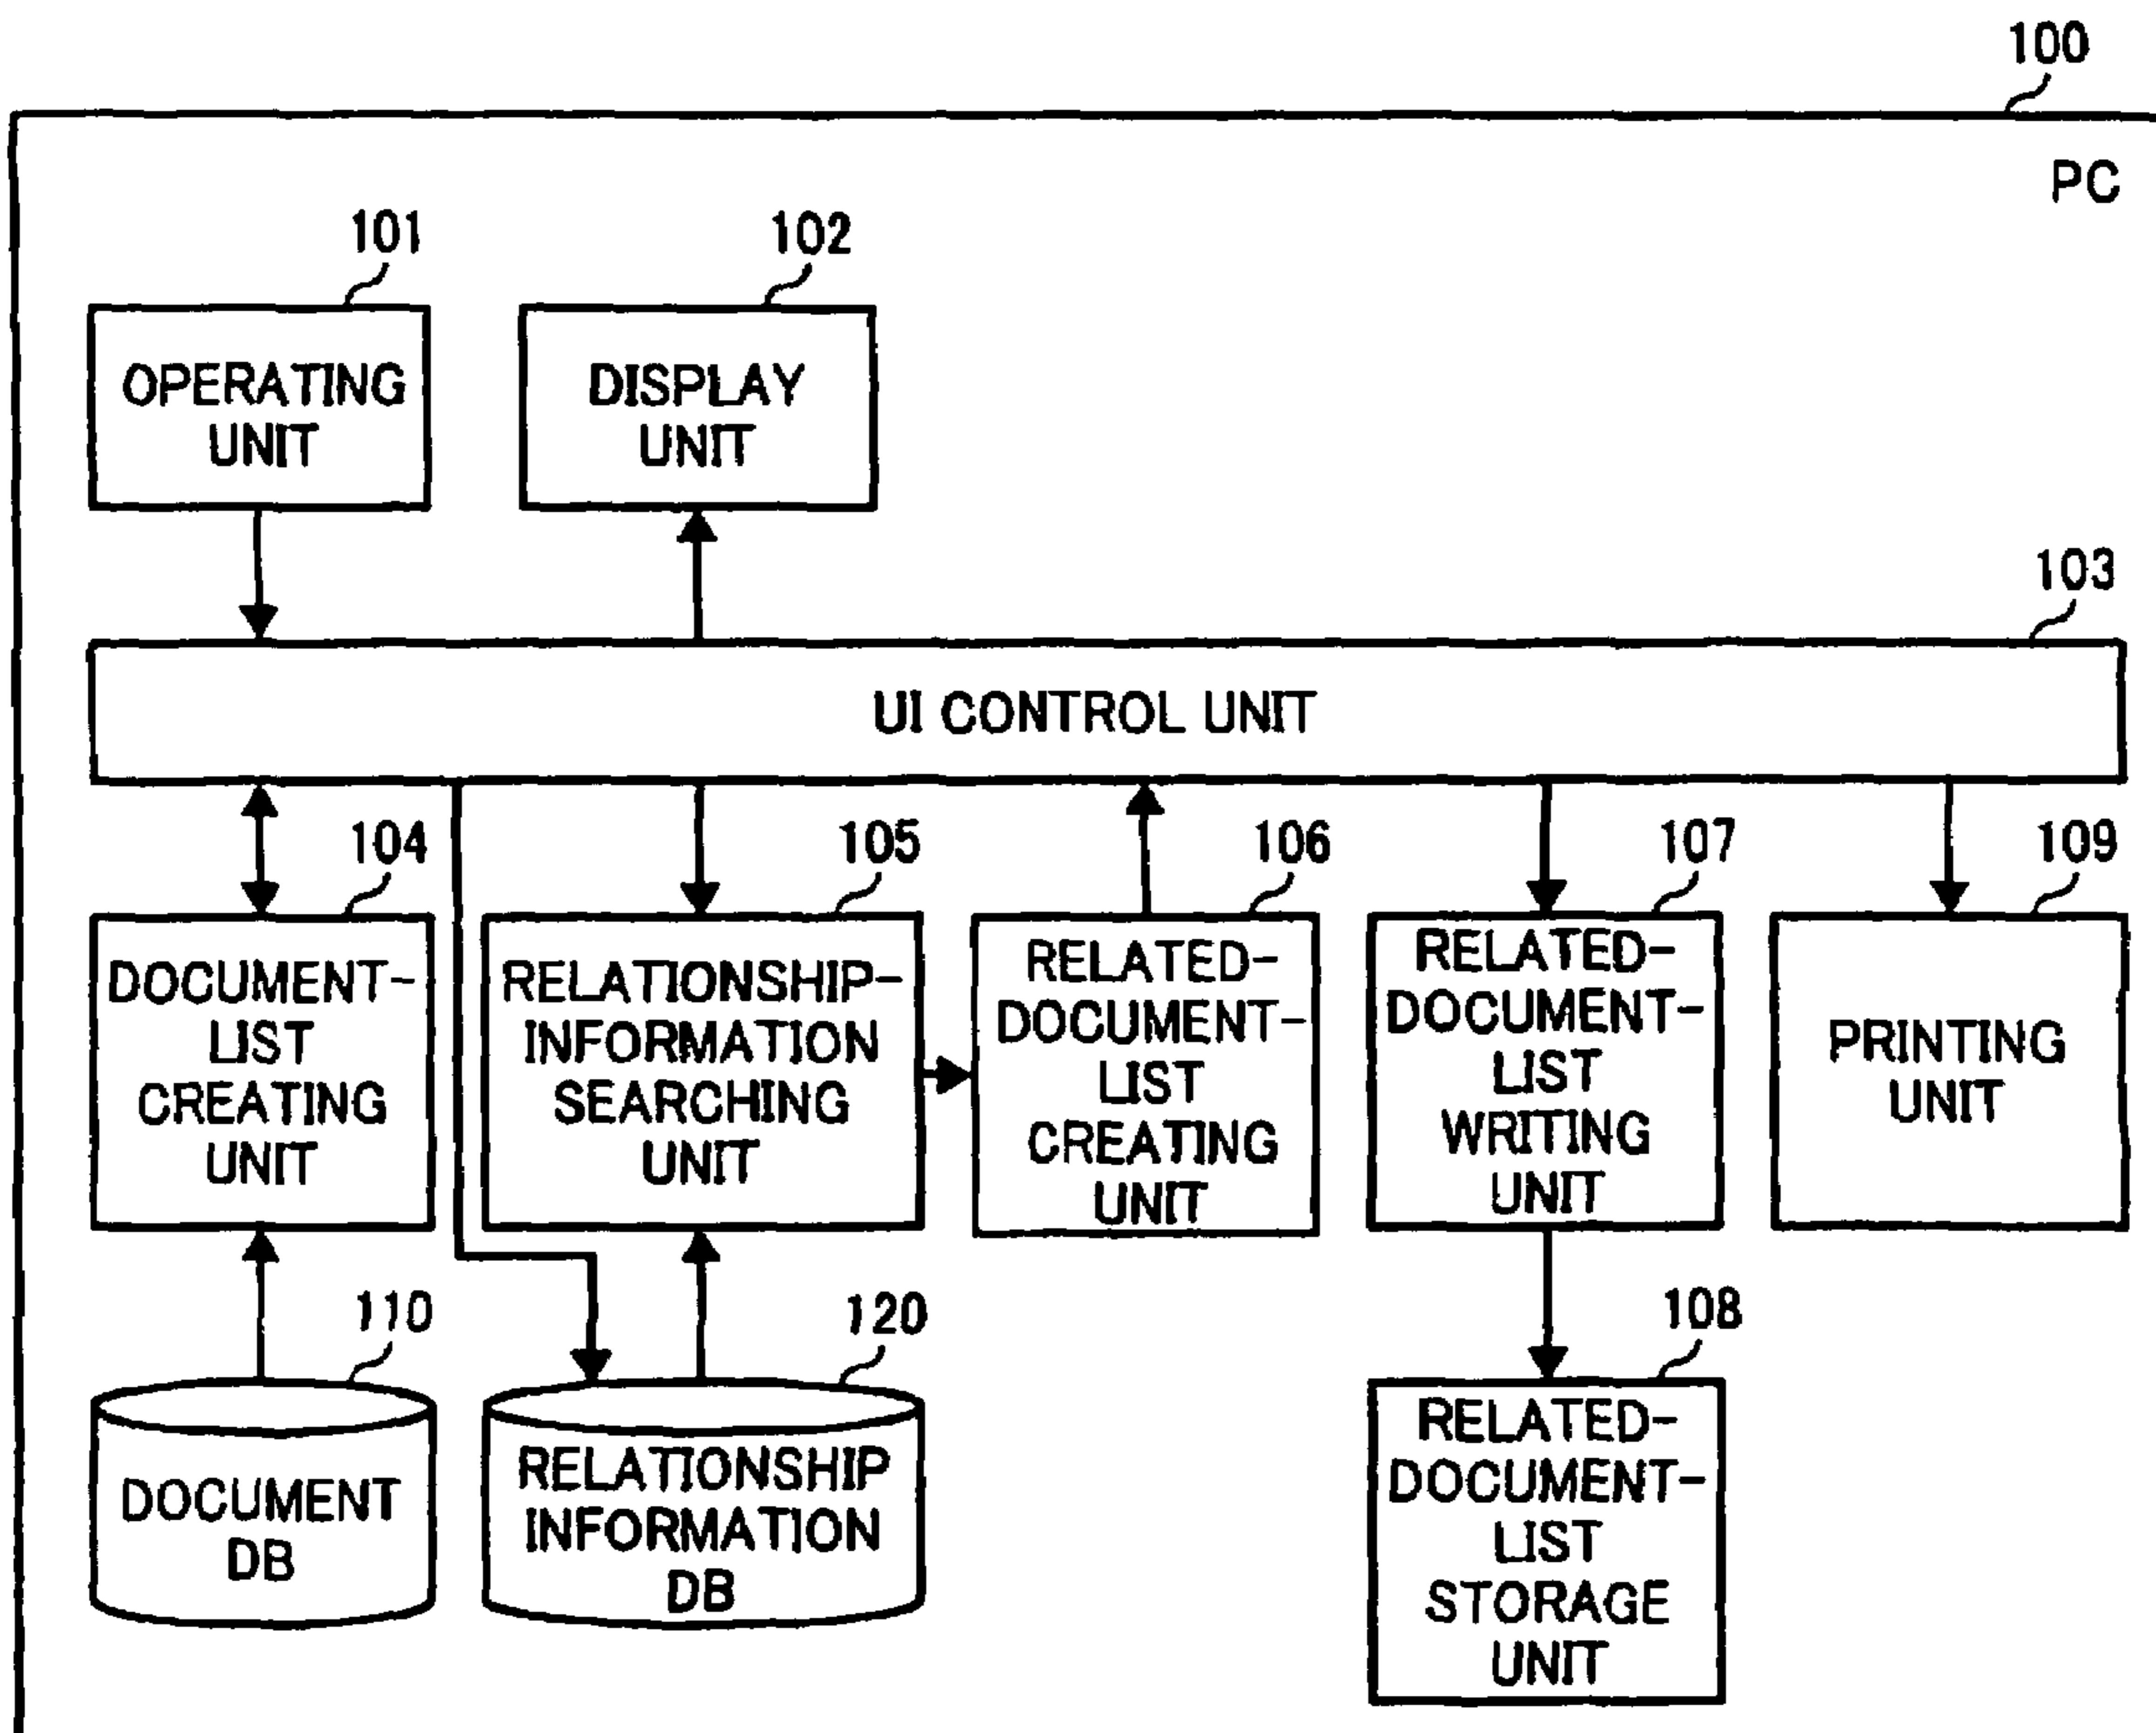 100
PC
101
102
OPERATING
UNIT
DISPLAY
UNIT
103
UI CONTROL UNIT
104
105
106
107
109
DOCUMENT-
LIST
CREATING
UNIT
RELATIONSHIP-
INFORMATION
SEARCHING
UNIT
RELATED-
DOCUMENT-
LIST
CREATING
UNIT
RELATED-
DOCUMENT-
LIST
WRITING
UNIT
PRINTING
UNIT
110
120
108
DOCUMENT
DB
RELATIONSHIP
INFORMATION
DB
RELATED-
DOCUMENT-
LIST
STORAGE
UNIT